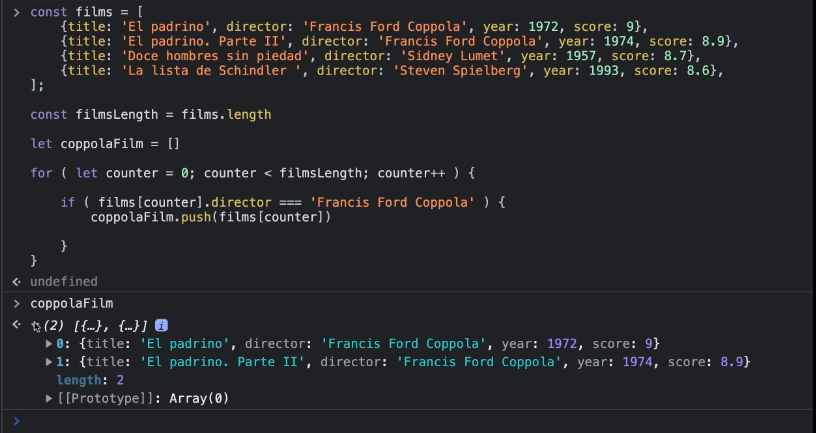 > const films = [
{title: 'El padrino', director: 'Francis Ford Coppola', year: 1972, score: 9},
{title: 'El padrino. Parte II', director: 'Francis Ford Coppola', year: 1974, score: 8.9},
{title: 'Doce hombres sin piedad', director: 'Sidney Lumet', year: 1957, score: 8.7},
{title: 'La lista de Schindler ', director: 'Steven Spielberg', year: 1993, score: 8.6},
];
const filmsLength = films.length
let coppolaFilm = []
for ( let counter = 0; counter < filmsLength; counter++ ) {
if ( films[counter].director === 'Francis Ford Coppola' ) {
coppolaFilm.push(films[counter])
}
}
undefined
> coppolaFilm
(2) [{…}, {…}] i
0: {title: 'El padrino', director: 'Francis Ford Coppola', year: 1972, score: 9}
1: {title: 'El padrino. Parte II', director: 'Francis Ford Coppola', year: 1974, score: 8.9}
length: 2
[[Prototype]]: Array(0)
>